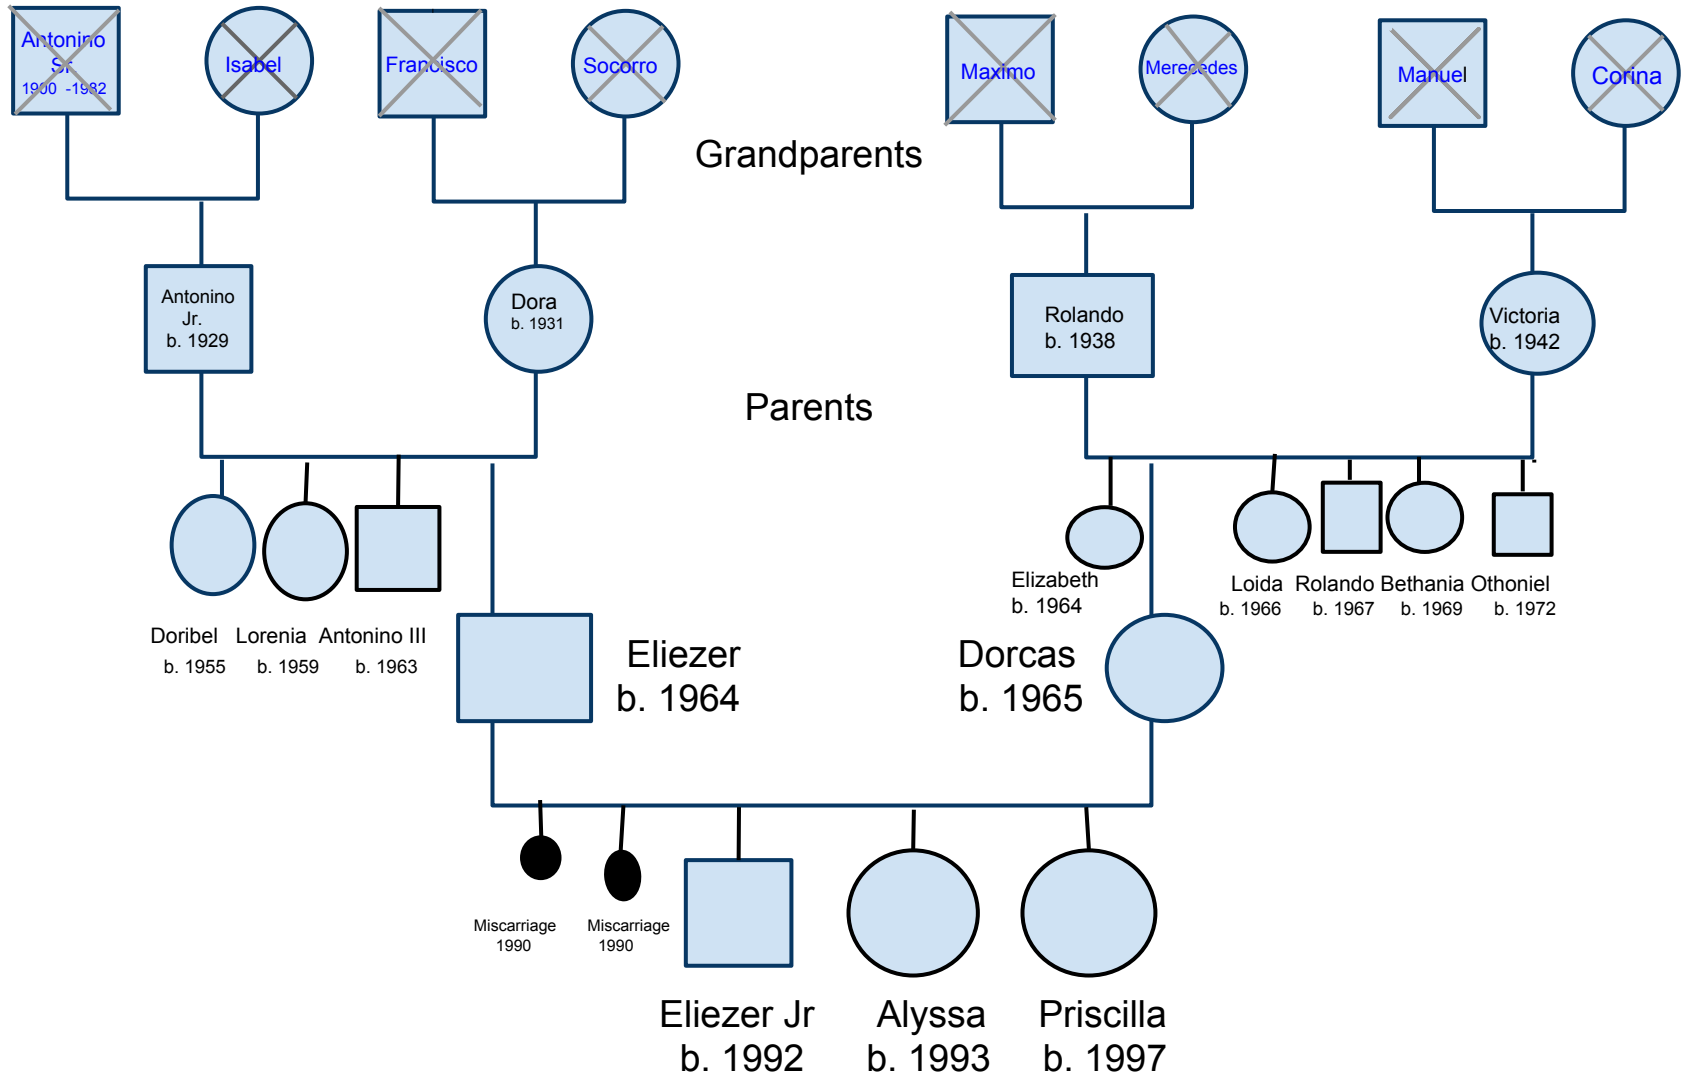 Antonino
Sr
1900 -1982
Isabel
Francisco
Socorro
Maximo
Merecedes
Manuel
Corina
Grandparents
Antonino
Jr.
b. 1929
Dora
b. 1931
Rolando
b. 1938
Victoria
b. 1942
Parents
Doribel
b. 1955
Lorenia
b. 1959
Antonino III
b. 1963
Eliezer
b. 1964
Dorcas
b. 1965
Elizabeth
b. 1964
Loida
b. 1966
Rolando
b. 1967
Bethania
b. 1969
Othoniel
b. 1972
Miscarriage
1990
Miscarriage
1990
Eliezer Jr
b. 1992
Alyssa
b. 1993
Priscilla
b. 1997